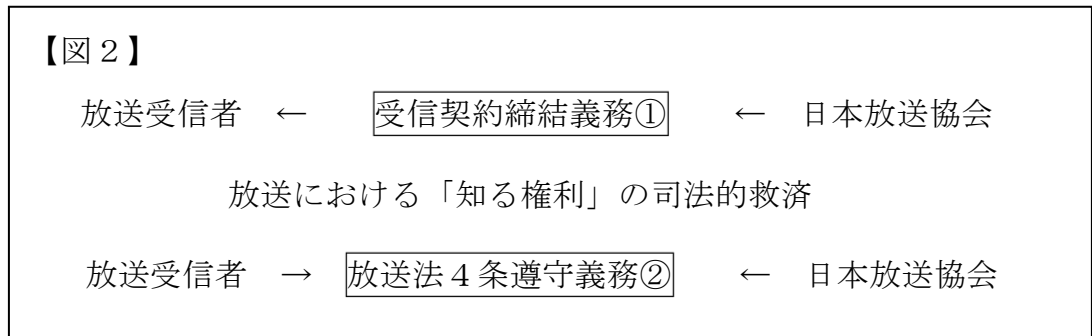 【図２】
放送受信者 ← 受信契約締結義務① ← 日本放送協会
放送における「知る権利」の司法的救済
放送受信者 → 放送法４条遵守義務② ← 日本放送協会